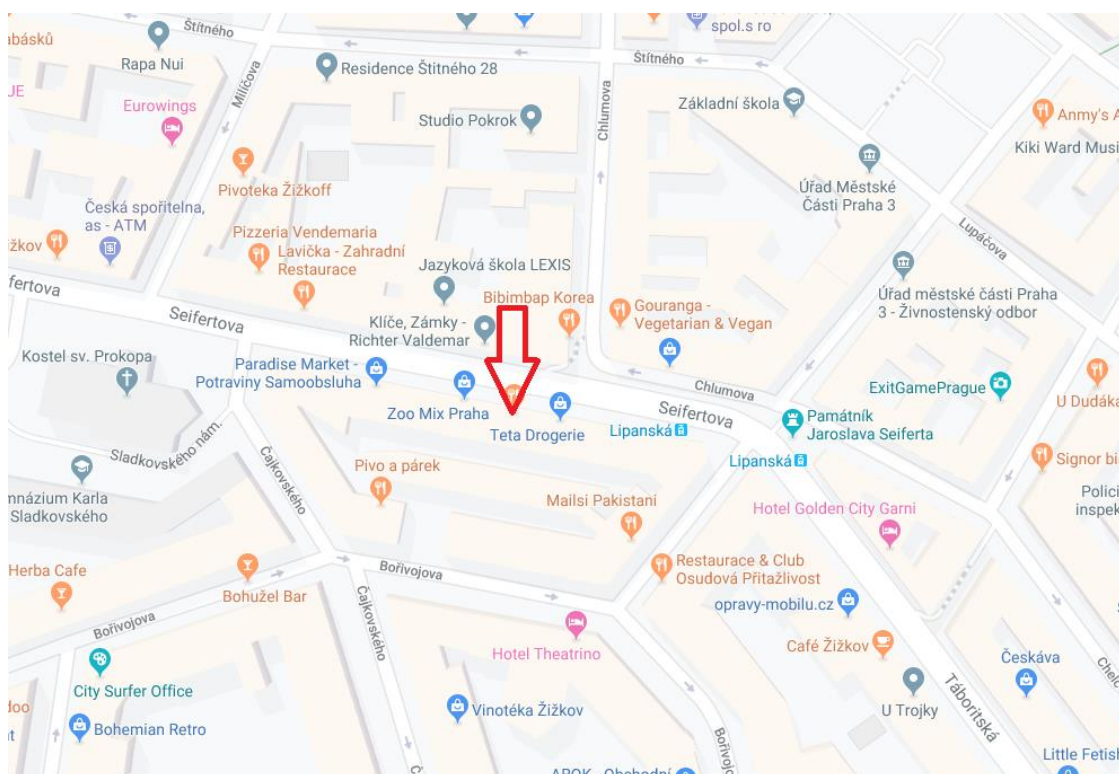 Štítného
spol.s ro
abásků
Rapa Nui
Miličova
Residence Štitného 28
Štítného
Eurowings
Studio Pokrok
Chlumova
Základní škola
Anmy's A
Kiki Ward Musi
Pivoteka Žižkoff
Úřad Městské
Části Praha 3
Česká spořitelna,
as - ATM
Pizzeria Vendemaria
Lavička - Zahradní
Restaurace
Lupáčova
žkov
Jazyková škola LEXIS
fertova
Seifertova
Bibimbap Korea
Gouranga -
Vegetarian & Vegan
Úřad městské části Praha
3 - Živnostenský odbor
Klíče, Zámky -
Richter Valdemar
Kostel sv. Prokopa
Paradise Market -
Potraviny Samoobsluha
Chlumova
ExitGamePrague
Zoo Mix Praha
Teta Drogerie
Seifertova
Lipanská
Památník
Jaroslava Seiferta
U Dudáka
Sladkovského nám.
Čajkovského
Pivo a párek
Lipanská
Signor bi
mnázium Karla
Sladkovského
Mailsi Pakistani
Hotel Golden City Garni
Polici
inspek
Herba Cafe
Bohužel Bar
Bořivojova
Restaurace & Club
Osudová Přitažlivost
opravy-mobilu.cz
Bořivojova
Čajkovského
Hotel Theatrino
Café Žižkov
Českáva
Chelč
City Surfer Office
U Trojky
Táboritská
doo
Bohemian Retro
Vinotéka Žižkov
Bořivojova
Little Fetish